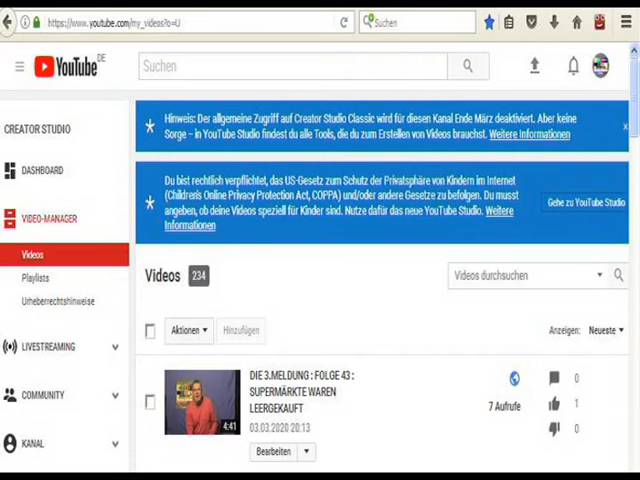 https://www.youtube.com/my_videos?o=U
Suchen
YouTube DE
Suchen
CREATOR STUDIO
DASHBOARD
VIDEO-MANAGER
Videos
Playlists
Urheberrechtshinweise
LIVESTREAMING
COMMUNITY
KANAL
Hinweis: Der allgemeine Zugriff auf Creator Studio Classic wird für diesen Kanal Ende März deaktiviert. Aber keine
Sorge – in YouTube Studio findest du alle Tools, die du zum Erstellen von Videos brauchst. Weitere Informationen
x
Du bist rechtlich verpflichtet, das US-Gesetz zum Schutz der Privatsphäre von Kindern im Internet
(Children's Online Privacy Protection Act, COPPA) und/oder andere Gesetze zu befolgen. Du musst
angeben, ob deine Videos speziell für Kinder sind. Nutze dafür das neue YouTube Studio. Weitere
Informationen
Gehe zu YouTube Studio
Videos 234
Videos durchsuchen
Aktionen
Hinzufügen
Anzeigen: Neueste
4:41
DIE 3.MELDUNG : FOLGE 43 :
SUPERMÄRKTE WAREN
LEERGEKAUFT
03.03.2020 20:13
Bearbeiten
7 Aufrufe
0
1
0